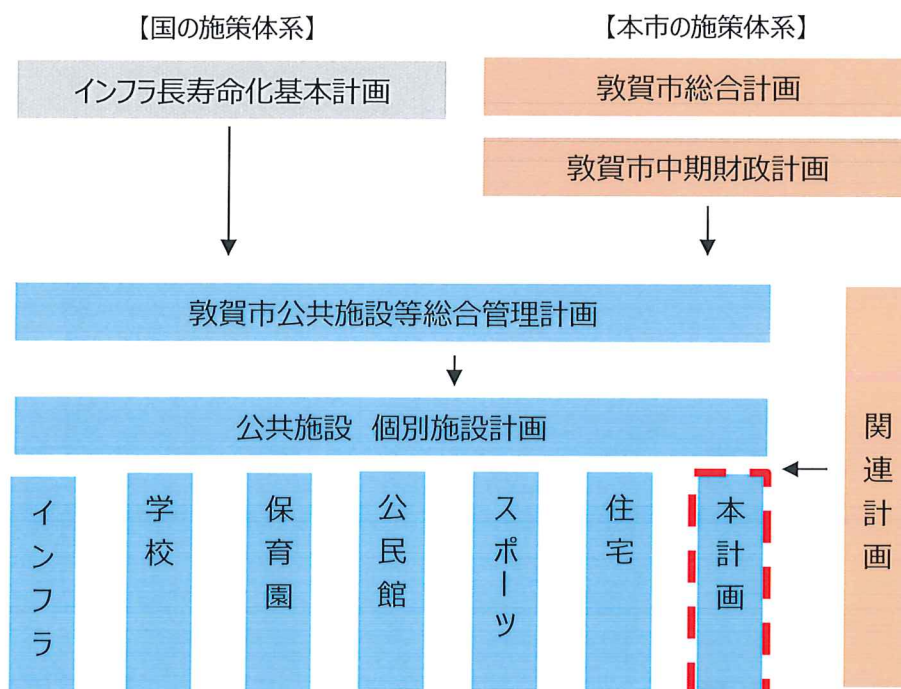 【国の施策体系】
【本市の施策体系】
インフラ長寿命化基本計画
敦賀市総合計画
敦賀市中期財政計画
敦賀市公共施設等総合管理計画
公共施設 個別施設計画
インフラ
学校
保育園
公民館
スポーツ
住宅
本計画
関連計画